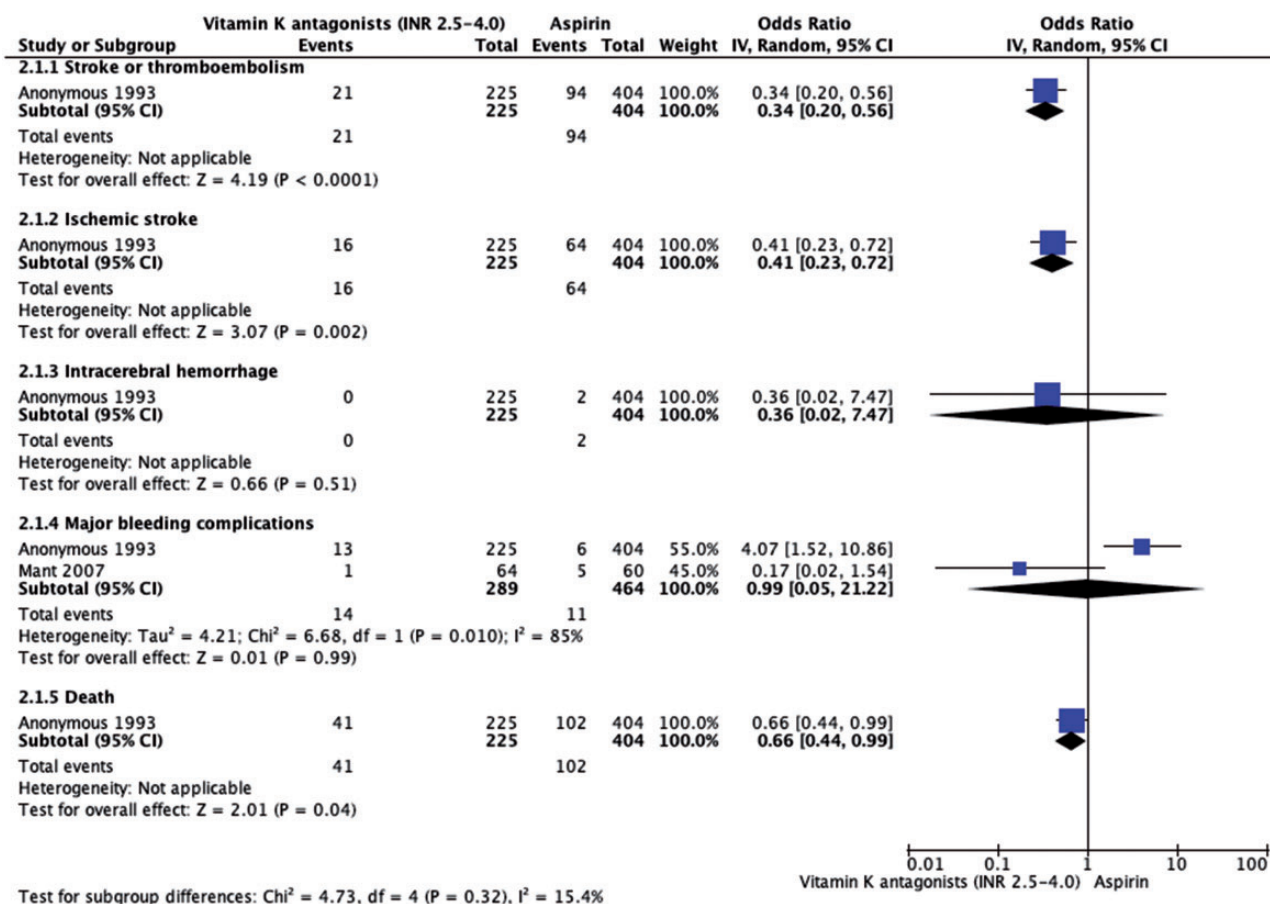 Vitamin K antagonists (INR 2.5–4.0) Aspirin Odds Ratio Odds Ratio
Study or Subgroup Events Total Events Total Weight IV, Random, 95% CI IV, Random, 95% CI
2.1.1 Stroke or thromboembolism
Anonymous 1993 21 225 94 404 100.0% 0.34 [0.20, 0.56]
Subtotal (95% CI) 225 404 100.0% 0.34 [0.20, 0.56]
Total events 21 94
Heterogeneity: Not applicable
Test for overall effect: Z = 4.19 (P < 0.0001)
2.1.2 Ischemic stroke
Anonymous 1993 16 225 64 404 100.0% 0.41 [0.23, 0.72]
Subtotal (95% CI) 225 404 100.0% 0.41 [0.23, 0.72]
Total events 16 64
Heterogeneity: Not applicable
Test for overall effect: Z = 3.07 (P = 0.002)
2.1.3 Intracerebral hemorrhage
Anonymous 1993 0 225 2 404 100.0% 0.36 [0.02, 7.47]
Subtotal (95% CI) 225 404 100.0% 0.36 [0.02, 7.47]
Total events 0 2
Heterogeneity: Not applicable
Test for overall effect: Z = 0.66 (P = 0.51)
2.1.4 Major bleeding complications
Anonymous 1993 13 225 6 404 55.0% 4.07 [1.52, 10.86]
Mant 2007 1 64 5 60 45.0% 0.17 [0.02, 1.54]
Subtotal (95% CI) 289 464 100.0% 0.99 [0.05, 21.22]
Total events 14 11
Heterogeneity: Tau² = 4.21; Chi² = 6.68, df = 1 (P = 0.010); I² = 85%
Test for overall effect: Z = 0.01 (P = 0.99)
2.1.5 Death
Anonymous 1993 41 225 102 404 100.0% 0.66 [0.44, 0.99]
Subtotal (95% CI) 225 404 100.0% 0.66 [0.44, 0.99]
Total events 41 102
Heterogeneity: Not applicable
Test for overall effect: Z = 2.01 (P = 0.04)
0.01 0.1 1 10 100
Vitamin K antagonists (INR 2.5–4.0) Aspirin
Test for subgroup differences: Chi² = 4.73, df = 4 (P = 0.32), I² = 15.4%